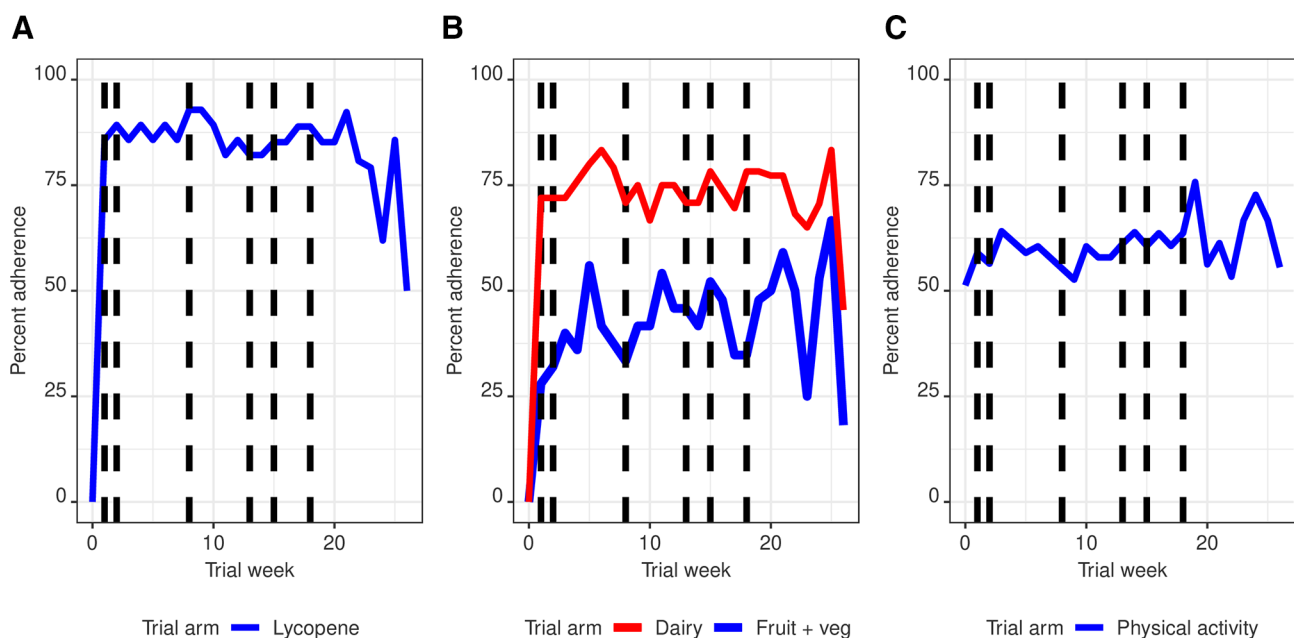 A
B
C
100
75
50
25
0
Percent adherence
0 10 20
Trial week
Trial arm Lycopene
100
75
50
25
0
Percent adherence
0 10 20
Trial week
Trial arm Dairy Fruit + veg
100
75
50
25
0
Percent adherence
0 10 20
Trial week
Trial arm Physical activity